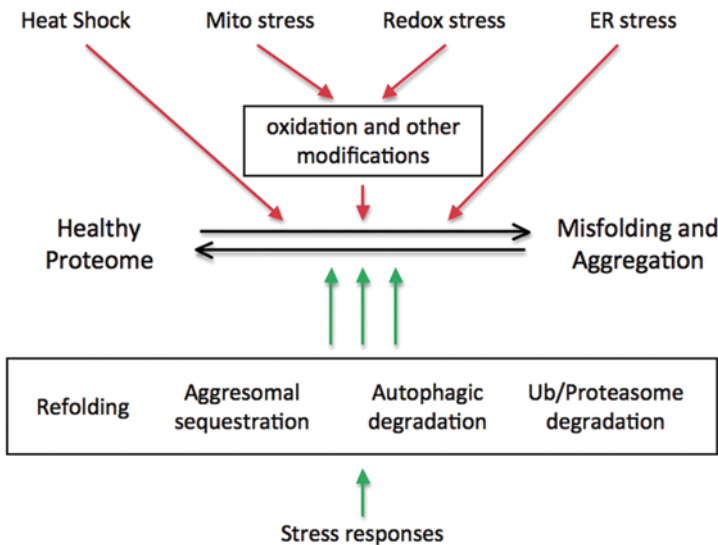 Heat Shock
Mito stress
Redox stress
ER stress
oxidation and other
modifications
Healthy
Proteome
Misfolding and
Aggregation
Refolding
Aggresomal
sequestration
Autophagic
degradation
Ub/Proteasome
degradation
Stress responses